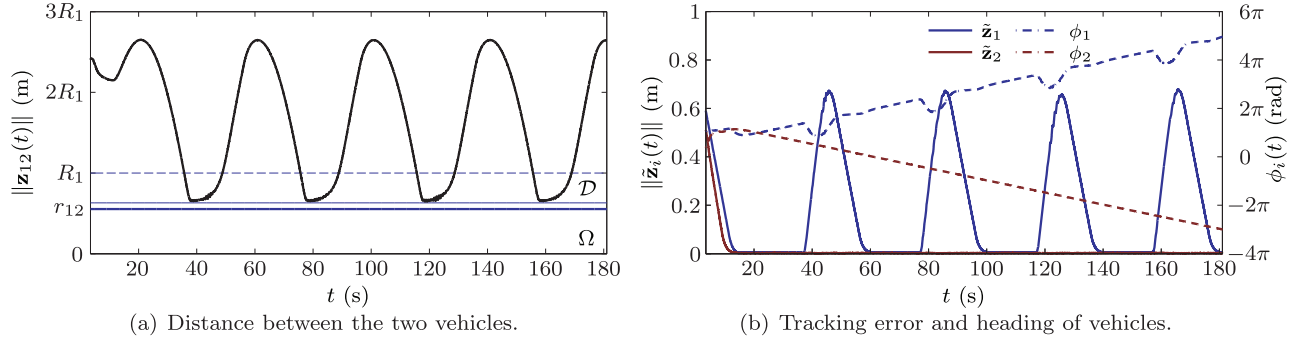 3R₁
2R₁
R₁
r₁₂
0
||z₁₂(t)|| (m)
𝒟
Ω
20 40 60 80 100 120 140 160 180
t (s)
(a) Distance between the two vehicles.
1
0.8
0.6
0.4
0.2
0
||z̃ᵢ(t)|| (m)
z̃₁ ϕ₁
z̃₂ ϕ₂
6π
4π
2π
0
−2π
−4π
ϕᵢ(t) (rad)
20 40 60 80 100 120 140 160 180
t (s)
(b) Tracking error and heading of vehicles.